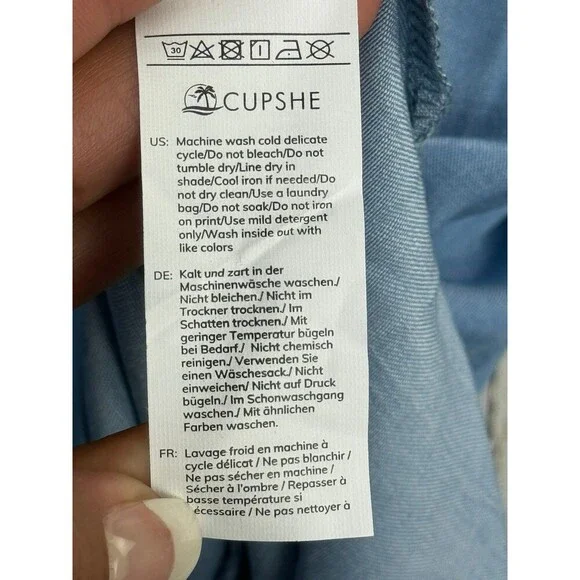 30
CUPSHE
US: Machine wash cold delicate
cycle/Do not bleach/Do not
tumble dry/Line dry in
shade/Cool iron if needed/Do
not dry clean/Use a laundry
bag/Do not soak/Do not iron
on print/Use mild detergent
only/Wash inside out with
like colors
DE: Kalt und zart in der
Maschinenwäsche waschen./
Nicht bleichen./ Nicht im
Trockner trocknen./ Im
Schatten trocknen./ Mit
geringer Temperatur bügeln
bei Bedarf./ Nicht chemisch
reinigen./ Verwenden Sie
einen Wäschesack./ Nicht
einweichen/ Nicht auf Druck
bügeln./ Im Schonwaschgang
waschen./ Mit ähnlichen
Farben waschen.
FR: Lavage froid en machine à
cycle délicat / Ne pas blanchir /
Ne pas sécher en machine /
Sécher à l'ombre / Repasser à
basse température si
écessaire / Ne pas nettoyer à